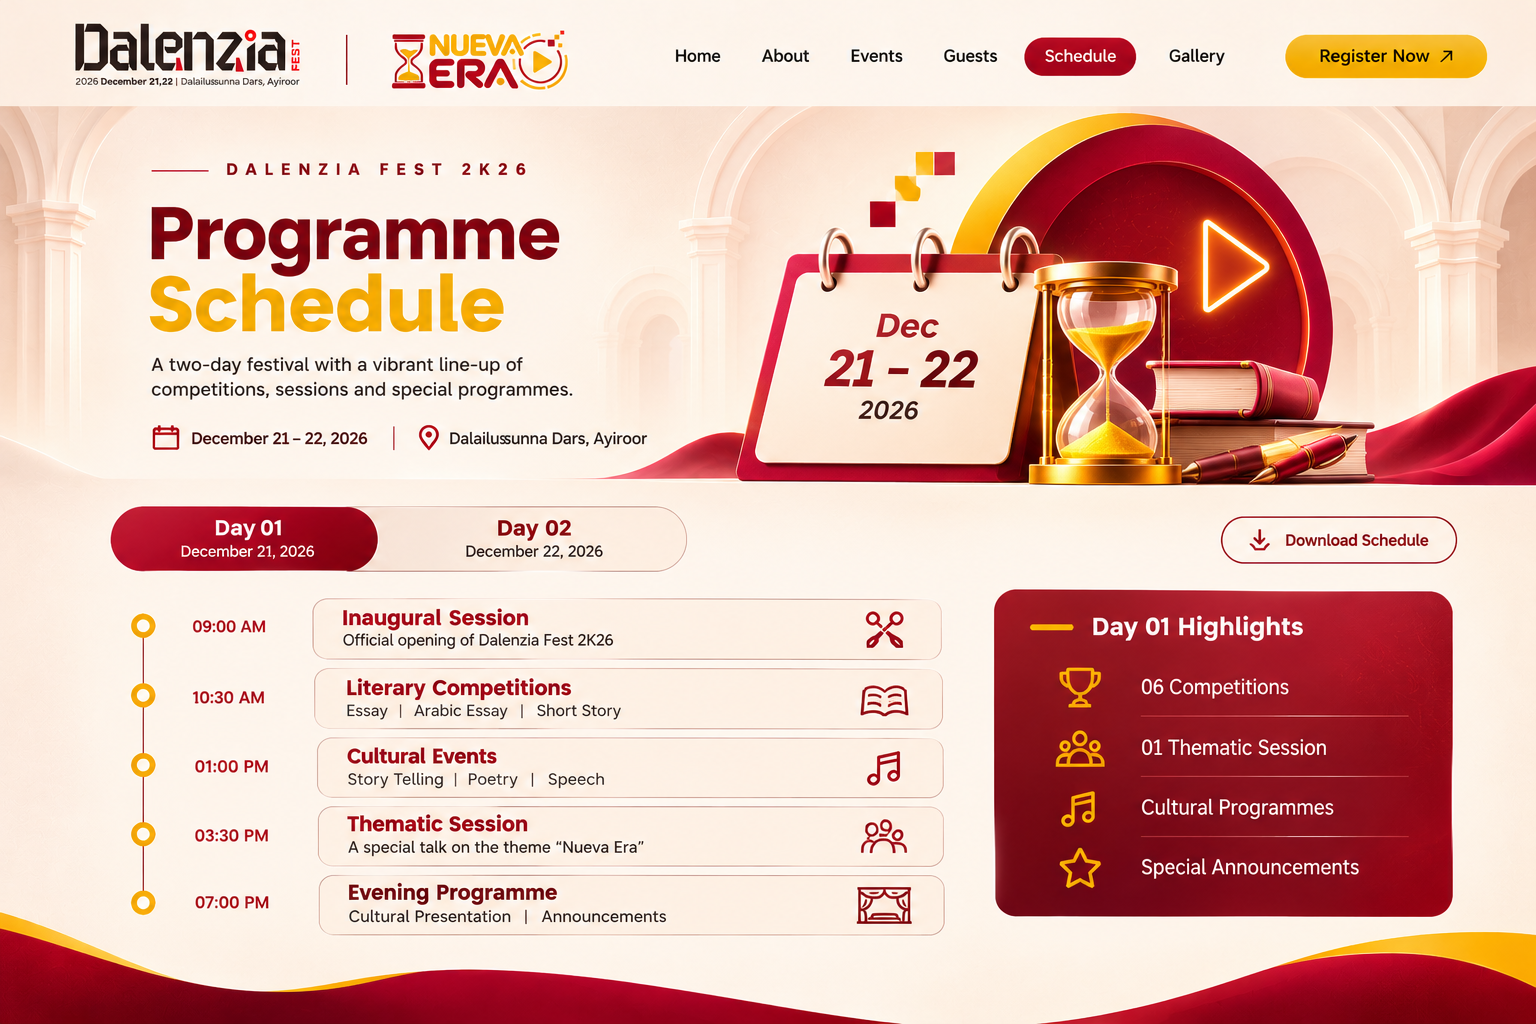 Dalenzia FEST
2026 December 21,22 | Dalailussunna Dars, Ayiroor
NUEVA
ERA
Home About Events Guests Schedule Gallery Register Now
DALENZIA FEST 2K26
Programme
Schedule
A two-day festival with a vibrant line-up of
competitions, sessions and special programmes.
December 21 – 22, 2026 | Dalailussunna Dars, Ayiroor
Dec
21 – 22
2026
Day 01
December 21, 2026
Day 02
December 22, 2026
Download Schedule
09:00 AM
Inaugural Session
Official opening of Dalenzia Fest 2K26
10:30 AM
Literary Competitions
Essay | Arabic Essay | Short Story
01:00 PM
Cultural Events
Story Telling | Poetry | Speech
03:30 PM
Thematic Session
A special talk on the theme “Nueva Era”
07:00 PM
Evening Programme
Cultural Presentation | Announcements
Day 01 Highlights
06 Competitions
01 Thematic Session
Cultural Programmes
Special Announcements